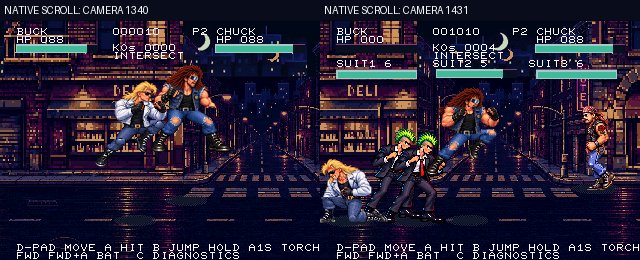 NATIVE SCROLL: CAMERA 1340
BUCK 000010 P2 CHUCK
HP 088 HP 088
KOs 0000
INTERSECT
DELI
D-PAD MOVE A HIT B JUMP HOLD A1S TORCH
FWD FWD+A BAT C DIAGNOSTICS
NATIVE SCROLL: CAMERA 1431
BUCK 001010 P2 CHUCK
HP 000 HP 088
KOs 0004
INTERSECT
SUIT1 6 SUIT2 5 SUIT3 6
DELI
D-PAD MOVE A HIT B JUMP HOLD A1S TORCH
FWD FWD+A BAT C DIAGNOSTICS